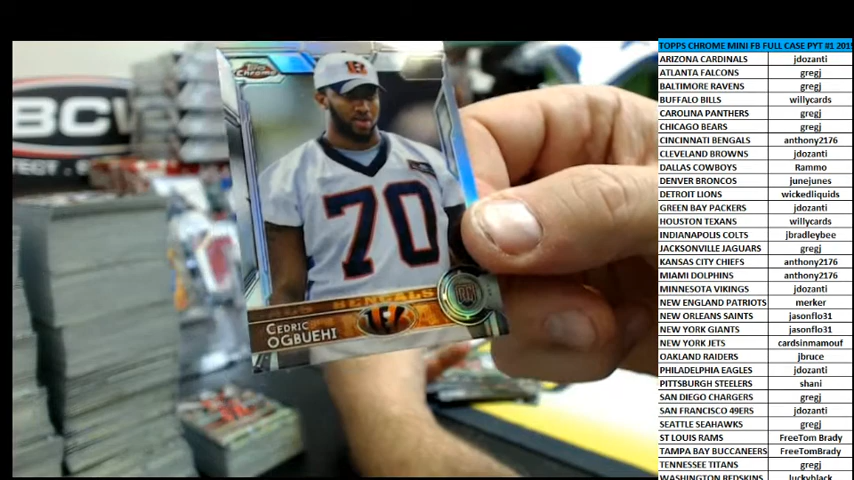 TOPPS CHROME MINI FB FULL CASE PYT #1 201
ARIZONA CARDINALS jdozanti
ATLANTA FALCONS gregj
BALTIMORE RAVENS gregj
BUFFALO BILLS willycards
CAROLINA PANTHERS gregj
CHICAGO BEARS gregj
CINCINNATI BENGALS anthony2176
CLEVELAND BROWNS jdozanti
DALLAS COWBOYS Rammo
DENVER BRONCOS junejunes
DETROIT LIONS wickedliquids
GREEN BAY PACKERS jdozanti
HOUSTON TEXANS willycards
INDIANAPOLIS COLTS jbradleybee
JACKSONVILLE JAGUARS gregj
KANSAS CITY CHIEFS anthony2176
MIAMI DOLPHINS anthony2176
MINNESOTA VIKINGS jdozanti
NEW ENGLAND PATRIOTS merker
NEW ORLEANS SAINTS jasonflo31
NEW YORK GIANTS jasonflo31
NEW YORK JETS cardsinmamouf
OAKLAND RAIDERS jbruce
PHILADELPHIA EAGLES jdozanti
PITTSBURGH STEELERS shani
SAN DIEGO CHARGERS gregj
SAN FRANCISCO 49ERS jdozanti
SEATTLE SEAHAWKS gregj
ST LOUIS RAMS FreeTom Brady
TAMPA BAY BUCCANEERS FreeTomBrady
TENNESSEE TITANS gregj
WASHINGTON REDSKINS luckyblack
BCW
Topps
Chrome
B
70
BENGALS
RC
CEDRIC
OGBUEHI